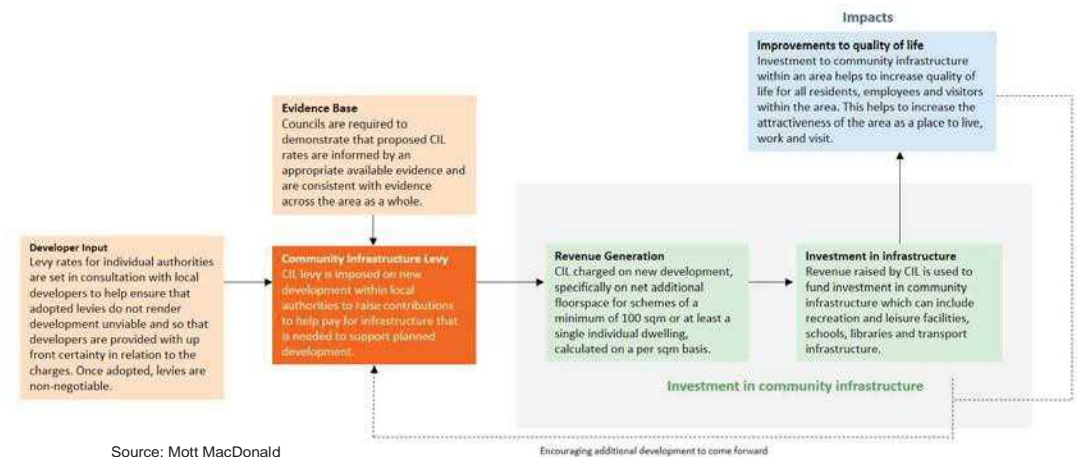 Impacts
Improvements to quality of life
Investment to community infrastructure
within an area helps to increase quality of
life for all residents, employees and visitors
within the area. This helps to increase the
attractiveness of the area as a place to live,
work and visit.
Evidence Base
Councils are required to
demonstrate that proposed CIL
rates are informed by an
appropriate available evidence and
are consistent with evidence
across the area as a whole.
Developer Input
Levy rates for individual authorities
are set in consultation with local
developers to help ensure that
adopted levies do not render
development unviable and so that
developers are provided with up
front certainty in relation to the
charges. Once adopted, levies are
non-negotiable.
Community Infrastructure Levy
CIL levy is imposed on new
development within local
authorities to raise contributions
to help pay for infrastructure that
is needed to support planned
development.
Revenue Generation
CIL charged on new development,
specifically on net additional
floorspace for schemes of a
minimum of 100 sqm or at least a
single individual dwelling,
calculated on a per sqm basis.
Investment in infrastructure
Revenue raised by CIL is used to
fund investment in community
infrastructure which can include
recreation and leisure facilities,
schools, libraries and transport
infrastructure.
Investment in community infrastructure
Encouraging additional development to come forward
Source: Mott MacDonald